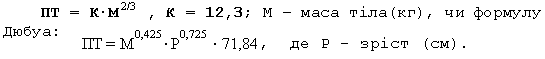 ПТ = К·М^2/3 , К = 12,3; М – маса тіла(кг), чи формулу
Дюбуа:
ПТ = М^0,425 · Р^0,725 · 71,84, де Р – зріст (см).